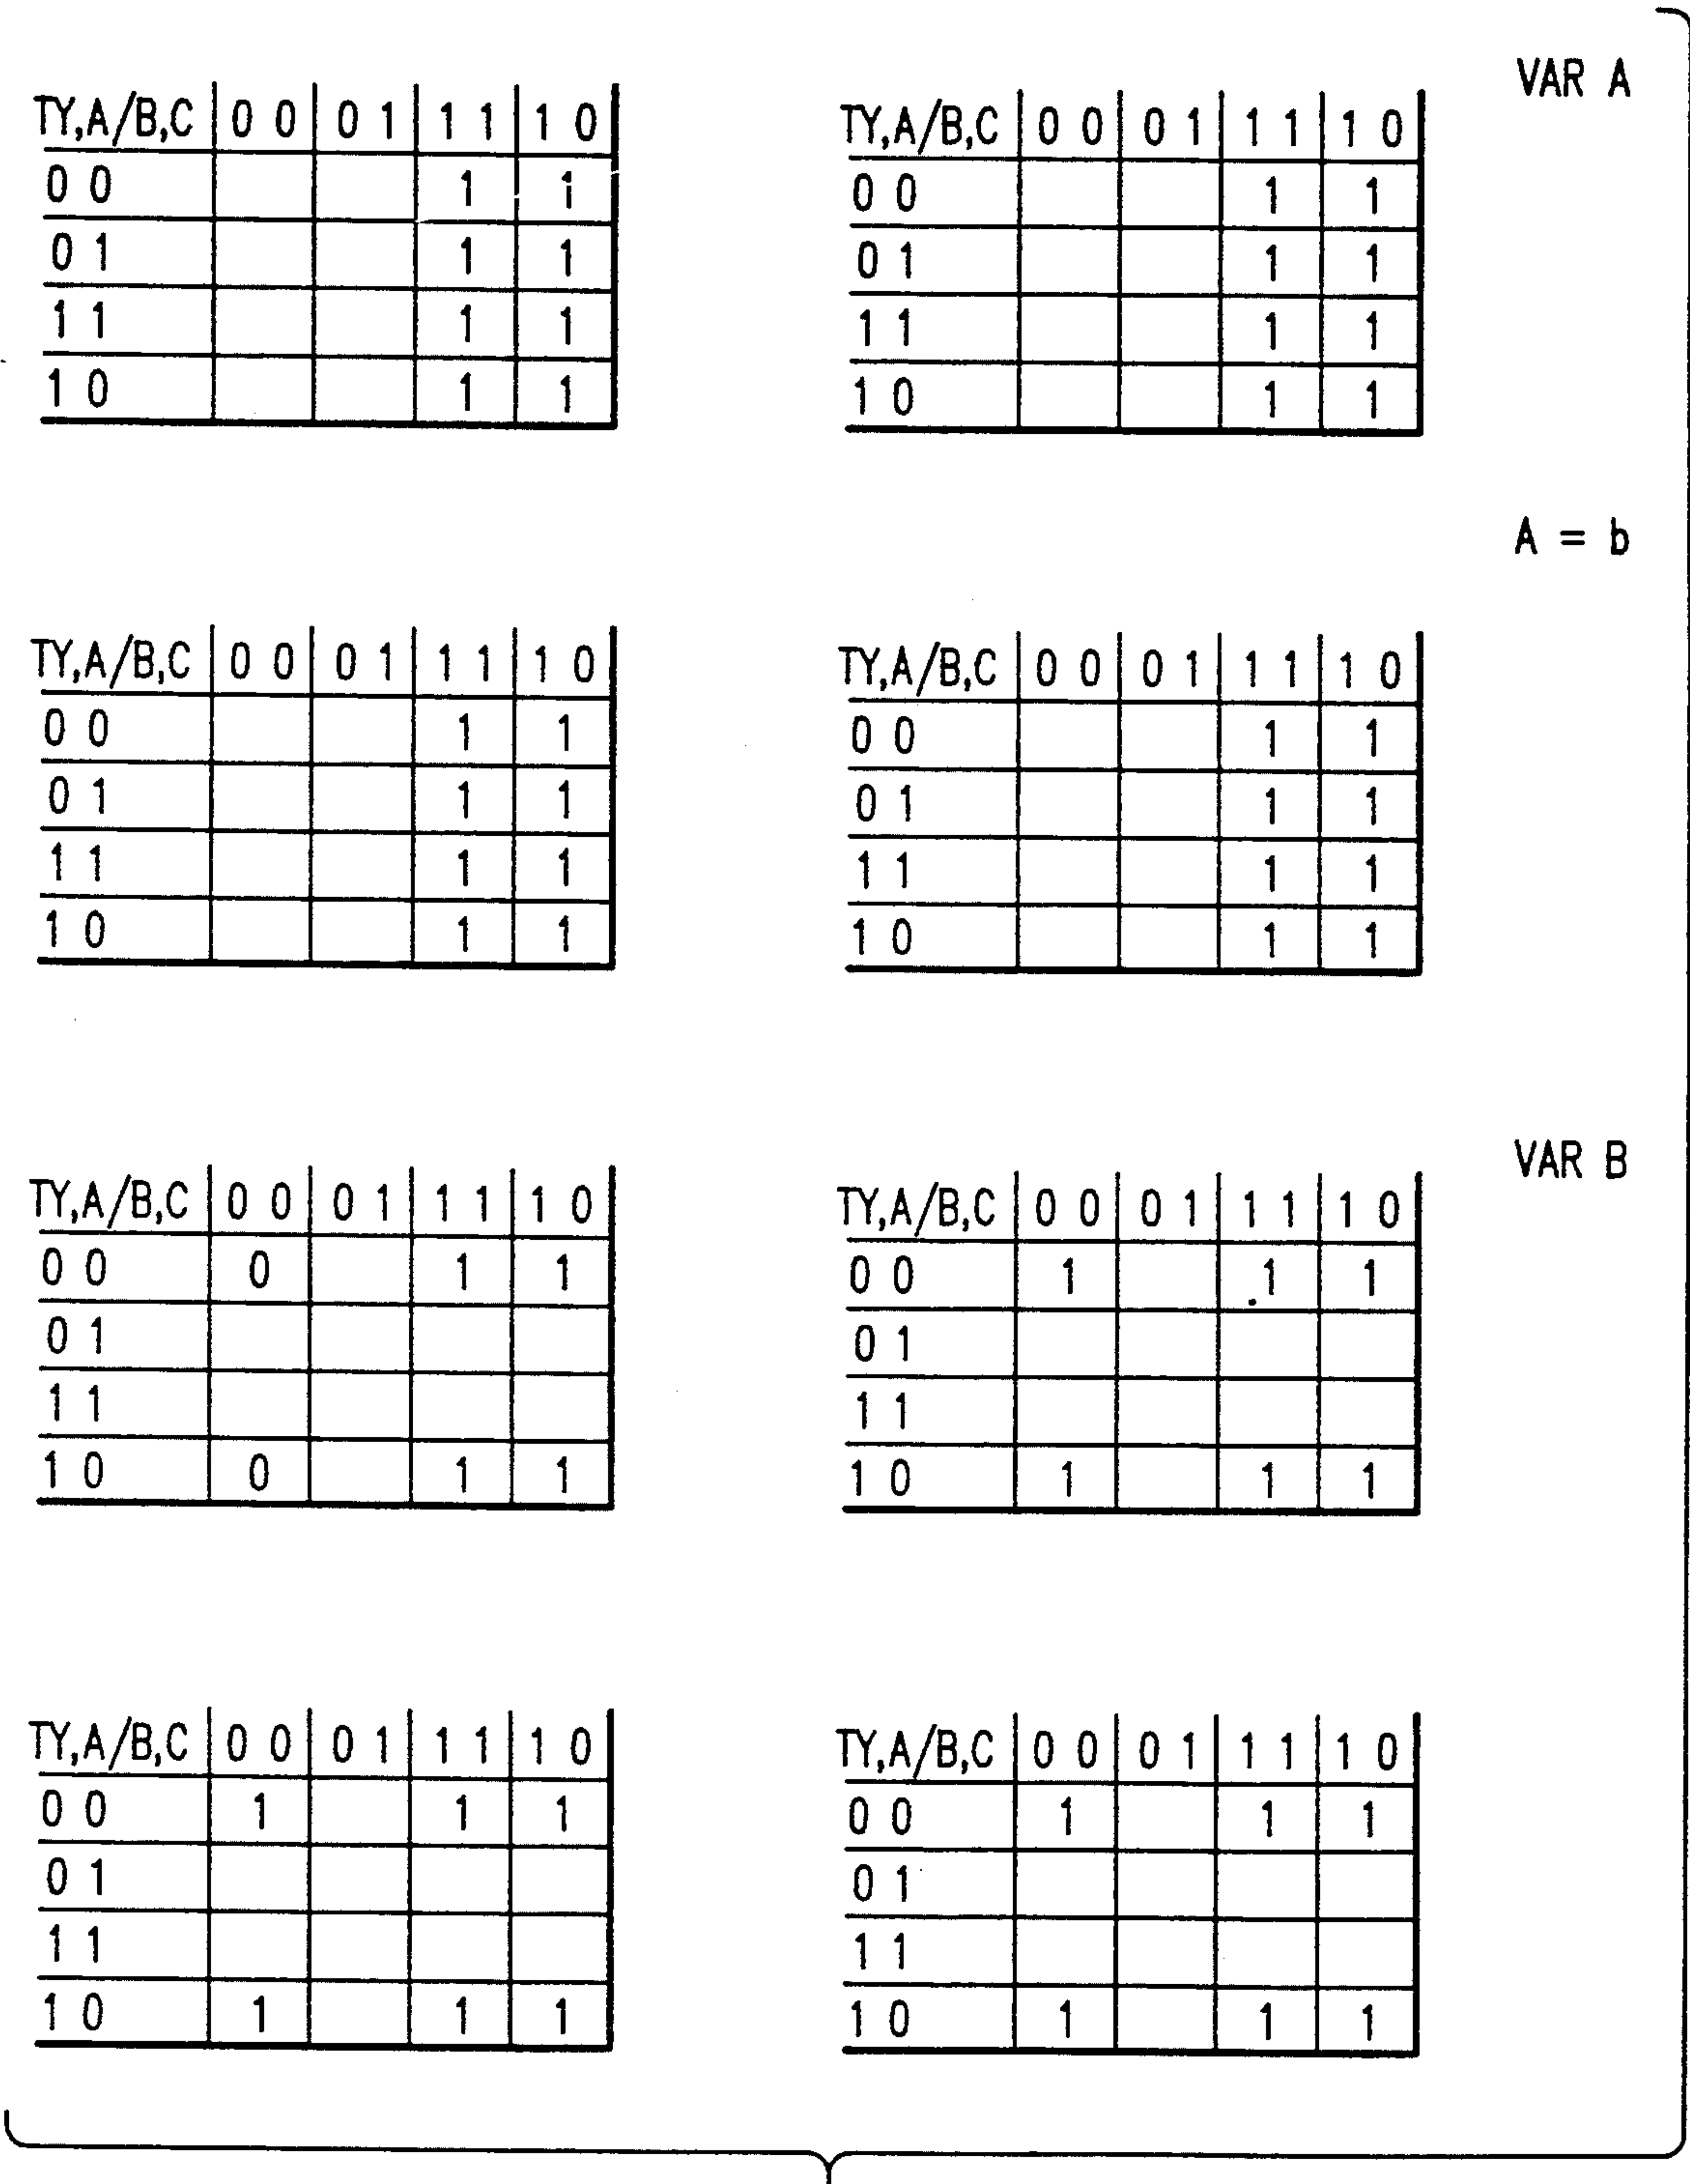 VAR A
TY,A/B,C 0 0 0 1 1 1 1 0
0 0 1 1
0 1 1 1
1 1 1 1
1 0 1 1
TY,A/B,C 0 0 0 1 1 1 1 0
0 0 1 1
0 1 1 1
1 1 1 1
1 0 1 1
A = b
TY,A/B,C 0 0 0 1 1 1 1 0
0 0 1 1
0 1 1 1
1 1 1 1
1 0 1 1
TY,A/B,C 0 0 0 1 1 1 1 0
0 0 1 1
0 1 1 1
1 1 1 1
1 0 1 1
VAR B
TY,A/B,C 0 0 0 1 1 1 1 0
0 0 0 1 1
0 1
1 1
1 0 0 1 1
TY,A/B,C 0 0 0 1 1 1 1 0
0 0 1 1 1
0 1
1 1
1 0 1 1 1
TY,A/B,C 0 0 0 1 1 1 1 0
0 0 1 1 1
0 1
1 1
1 0 1 1 1
TY,A/B,C 0 0 0 1 1 1 1 0
0 0 1 1 1
0 1
1 1
1 0 1 1 1